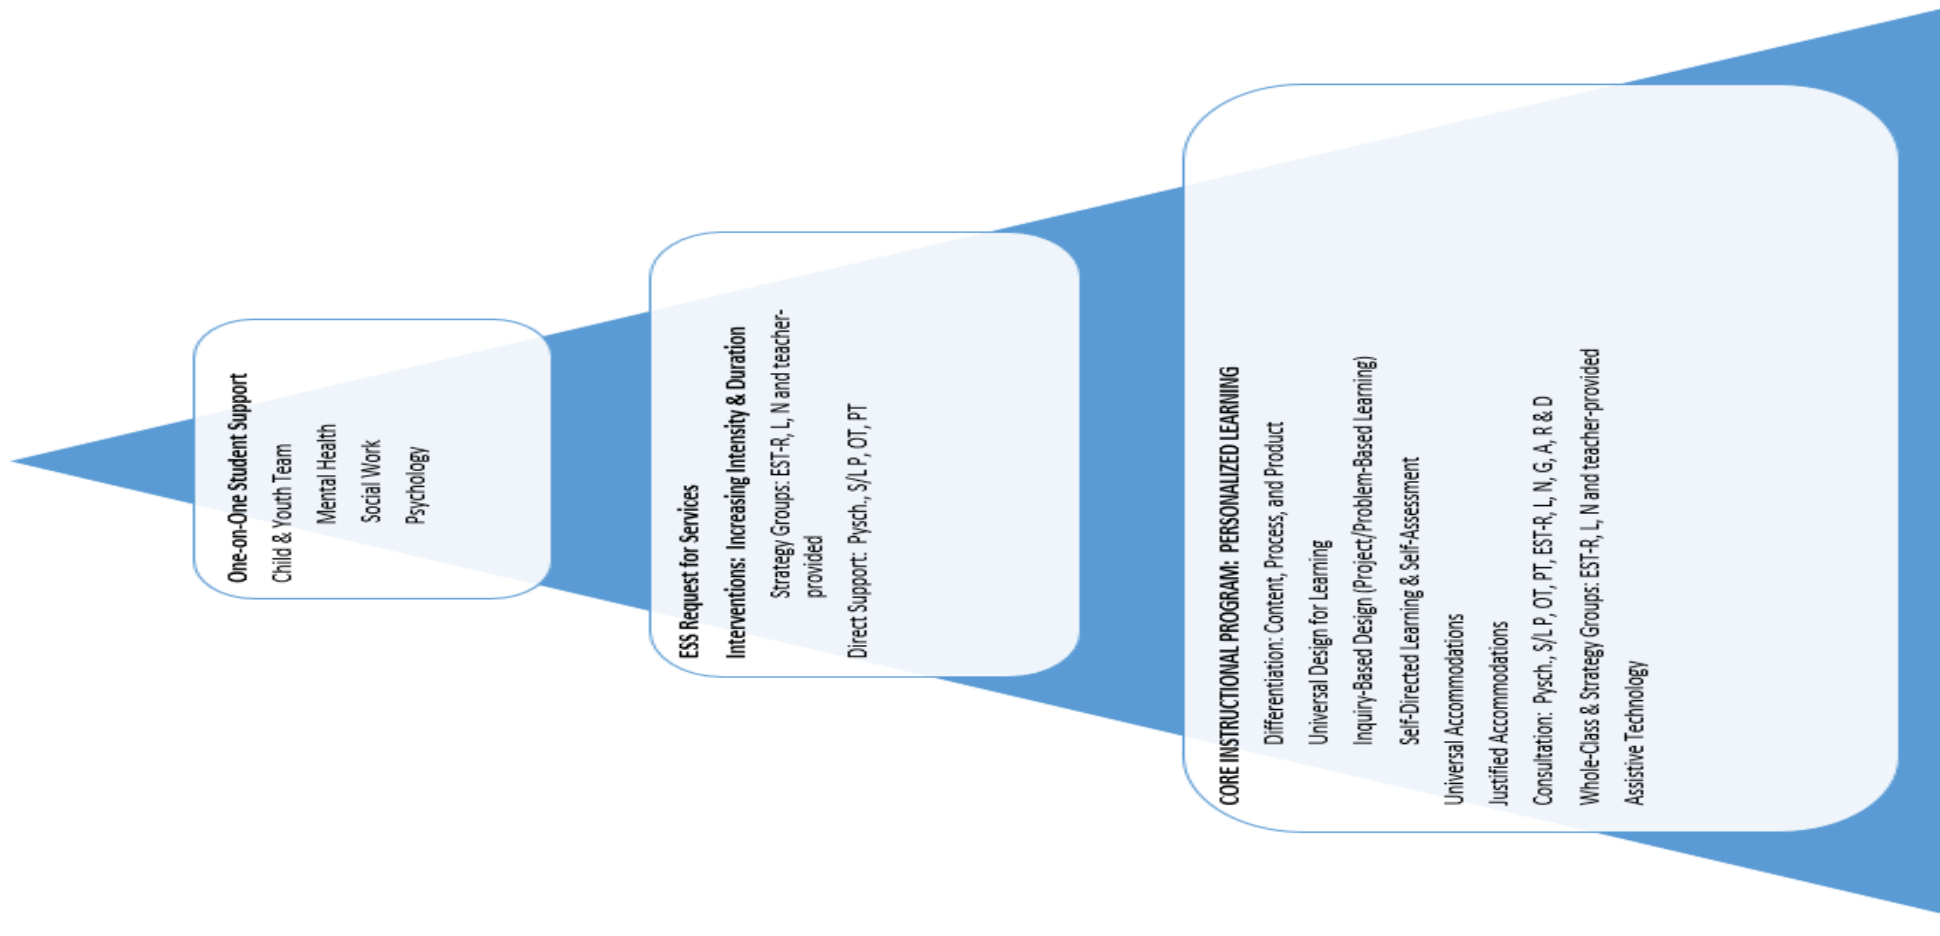 One-on-One Student Support
Child & Youth Team
Mental Health
Social Work
Psychology
ESS Request for Services
Interventions: Increasing Intensity & Duration
Strategy Groups: EST-R, L, N and teacher-
provided
Direct Support: Pysch., S/LP, OT, PT
CORE INSTRUCTIONAL PROGRAM: PERSONALIZED LEARNING
Differentiation: Content, Process, and Product
Universal Design for Learning
Inquiry-Based Design (Project/Problem-Based Learning)
Self-Directed Learning & Self-Assessment
Universal Accommodations
Justified Accommodations
Consultation: Pysch., S/LP, OT, PT, EST-R, L, N, G, A, R & D
Whole-Class & Strategy Groups: EST-R, L, N and teacher-provided
Assistive Technology